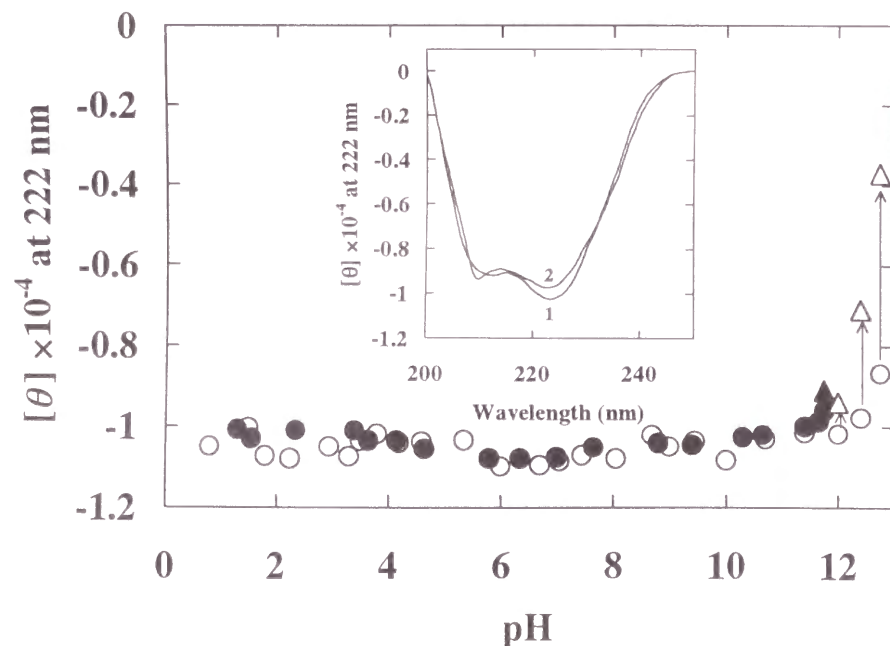 [θ] ×10⁻⁴ at 222 nm
0
-0.2
-0.4
-0.6
-0.8
-1
-1.2
0 2 4 6 8 10 12
pH
[θ] ×10⁻⁴ at 222 nm
0
-0.2
-0.4
-0.6
-0.8
-1
-1.2
2
1
200 220 240
Wavelength (nm)